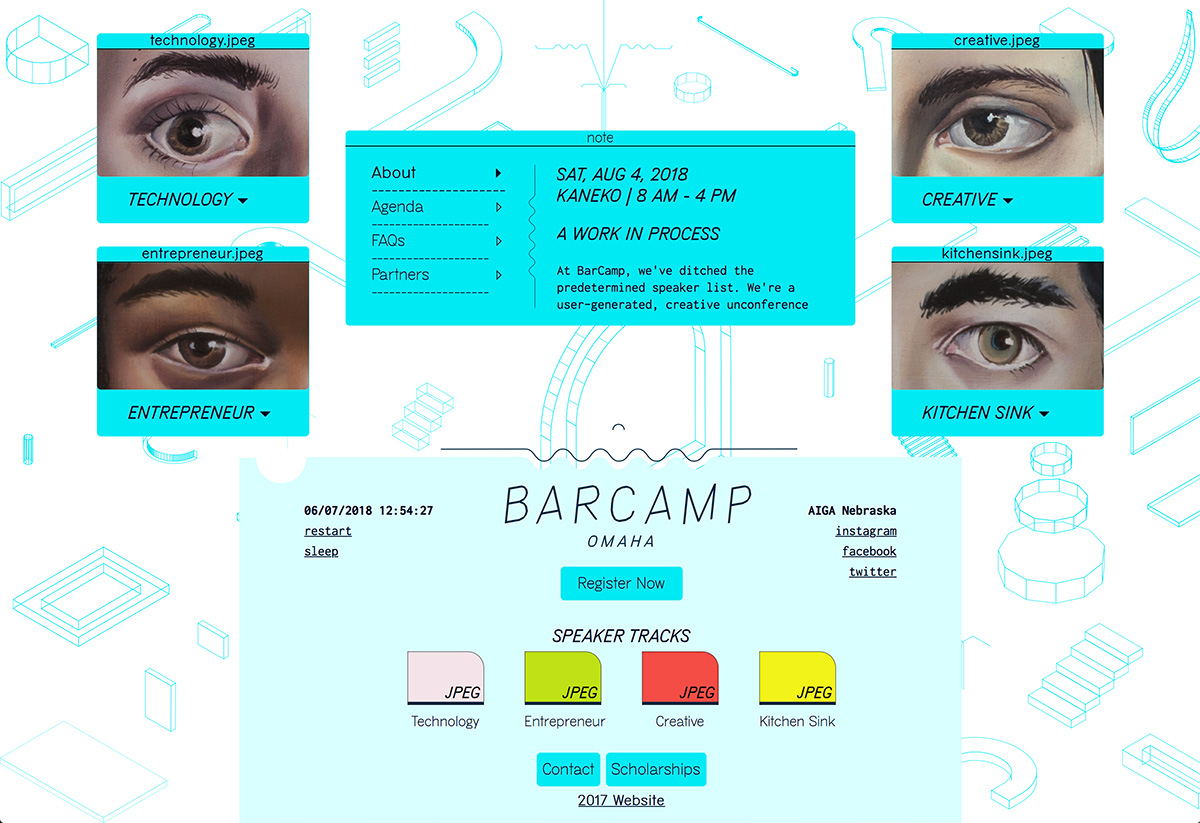 technology.jpeg
TECHNOLOGY
entrepreneur.jpeg
ENTREPRENEUR
note
About
Agenda
FAQs
Partners
SAT, AUG 4, 2018
KANEKO | 8 AM - 4 PM
A WORK IN PROCESS
At BarCamp, we've ditched the
predetermined speaker list. We're a
user-generated, creative unconference
creative.jpeg
CREATIVE
kitchensink.jpeg
KITCHEN SINK
06/07/2018 12:54:27
restart
sleep
BARCAMP
OMAHA
Register Now
AIGA Nebraska
instagram
facebook
twitter
SPEAKER TRACKS
JPEG JPEG JPEG JPEG
Technology Entrepreneur Creative Kitchen Sink
Contact Scholarships
2017 Website